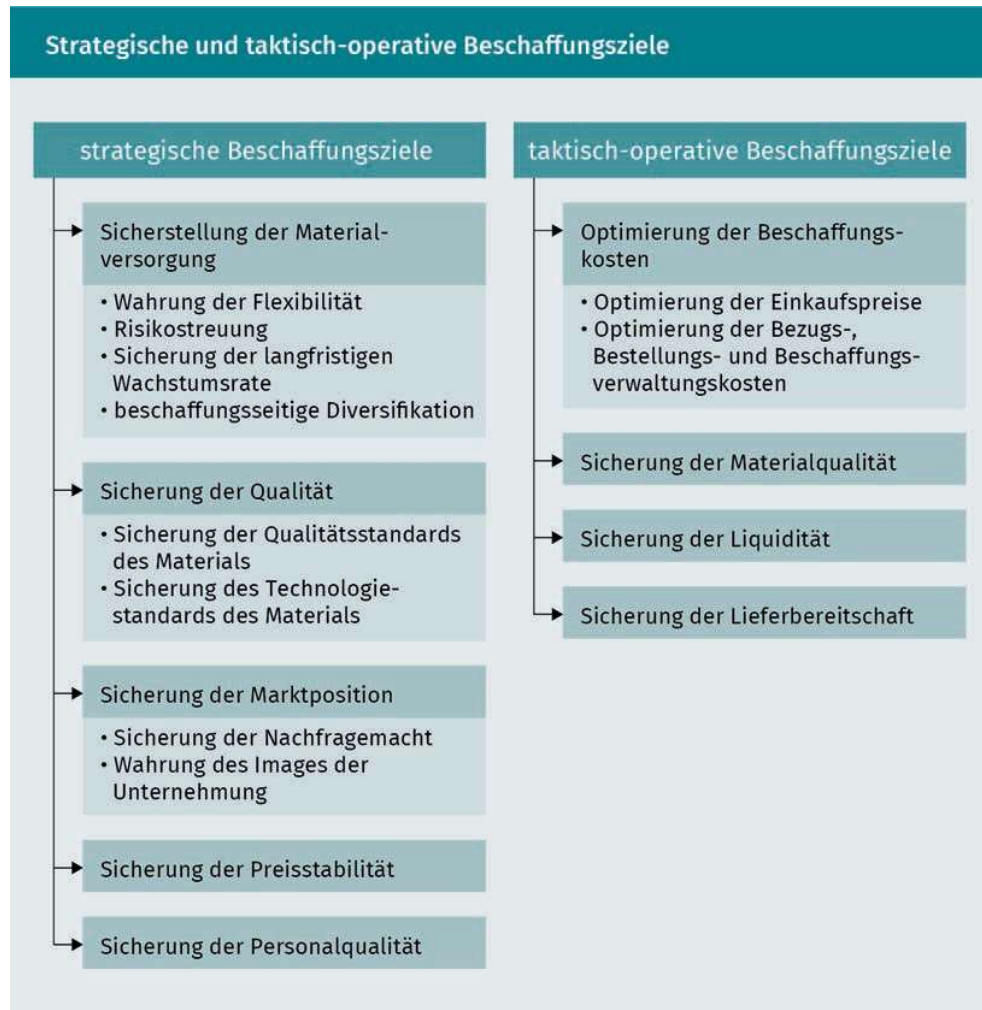 Strategische und taktisch-operative Beschaffungsziele
strategische Beschaffungsziele
Sicherstellung der Material-
versorgung
• Wahrung der Flexibilität
• Risikostreuung
• Sicherung der langfristigen
Wachstumsrate
• beschaffungsseitige Diversifikation
Sicherung der Qualität
• Sicherung der Qualitätsstandards
des Materials
• Sicherung des Technologie-
standards des Materials
Sicherung der Marktposition
• Sicherung der Nachfragemacht
• Wahrung des Images der
Unternehmung
Sicherung der Preisstabilität
Sicherung der Personalqualität
taktisch-operative Beschaffungsziele
Optimierung der Beschaffungs-
kosten
• Optimierung der Einkaufspreise
• Optimierung der Bezugs-,
Bestellungs- und Beschaffungs-
verwaltungskosten
Sicherung der Materialqualität
Sicherung der Liquidität
Sicherung der Lieferbereitschaft